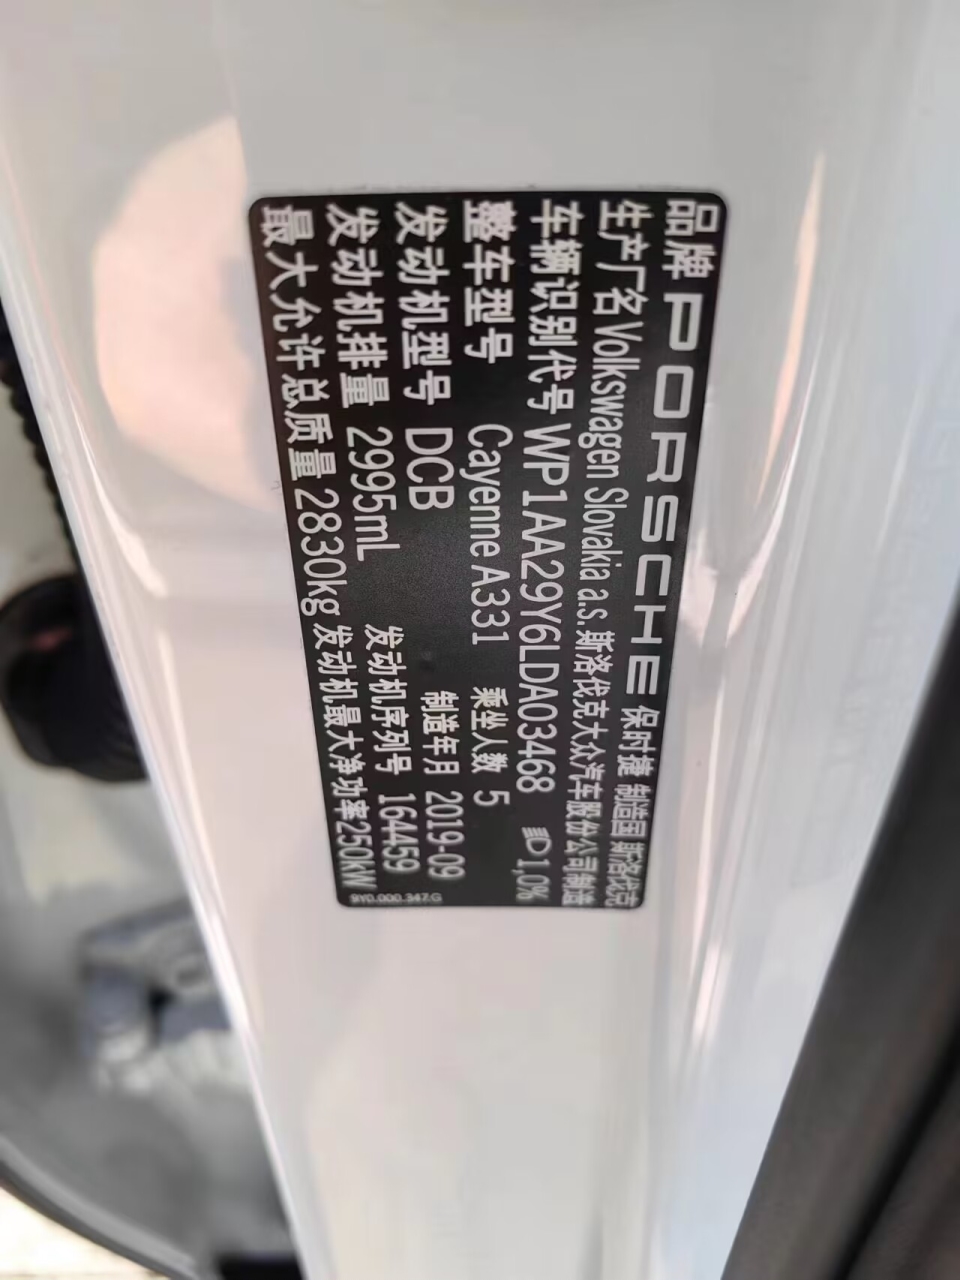 品牌 PORSCHE 保时捷 制造国 斯洛伐克
生产厂名 Volkswagen Slovakia a.s. 斯洛伐克大众汽车股份公司制造
车辆识别代号 WP1AA29Y6LDA03468 1,0%
整车型号 Cayenne A331 乘坐人数 5
发动机型号 DCB 制造年月 2019-09
发动机排量 2995mL 发动机序列号 164459
最大允许总质量 2830kg 发动机最大净功率250kW
9Y0.000.347.G